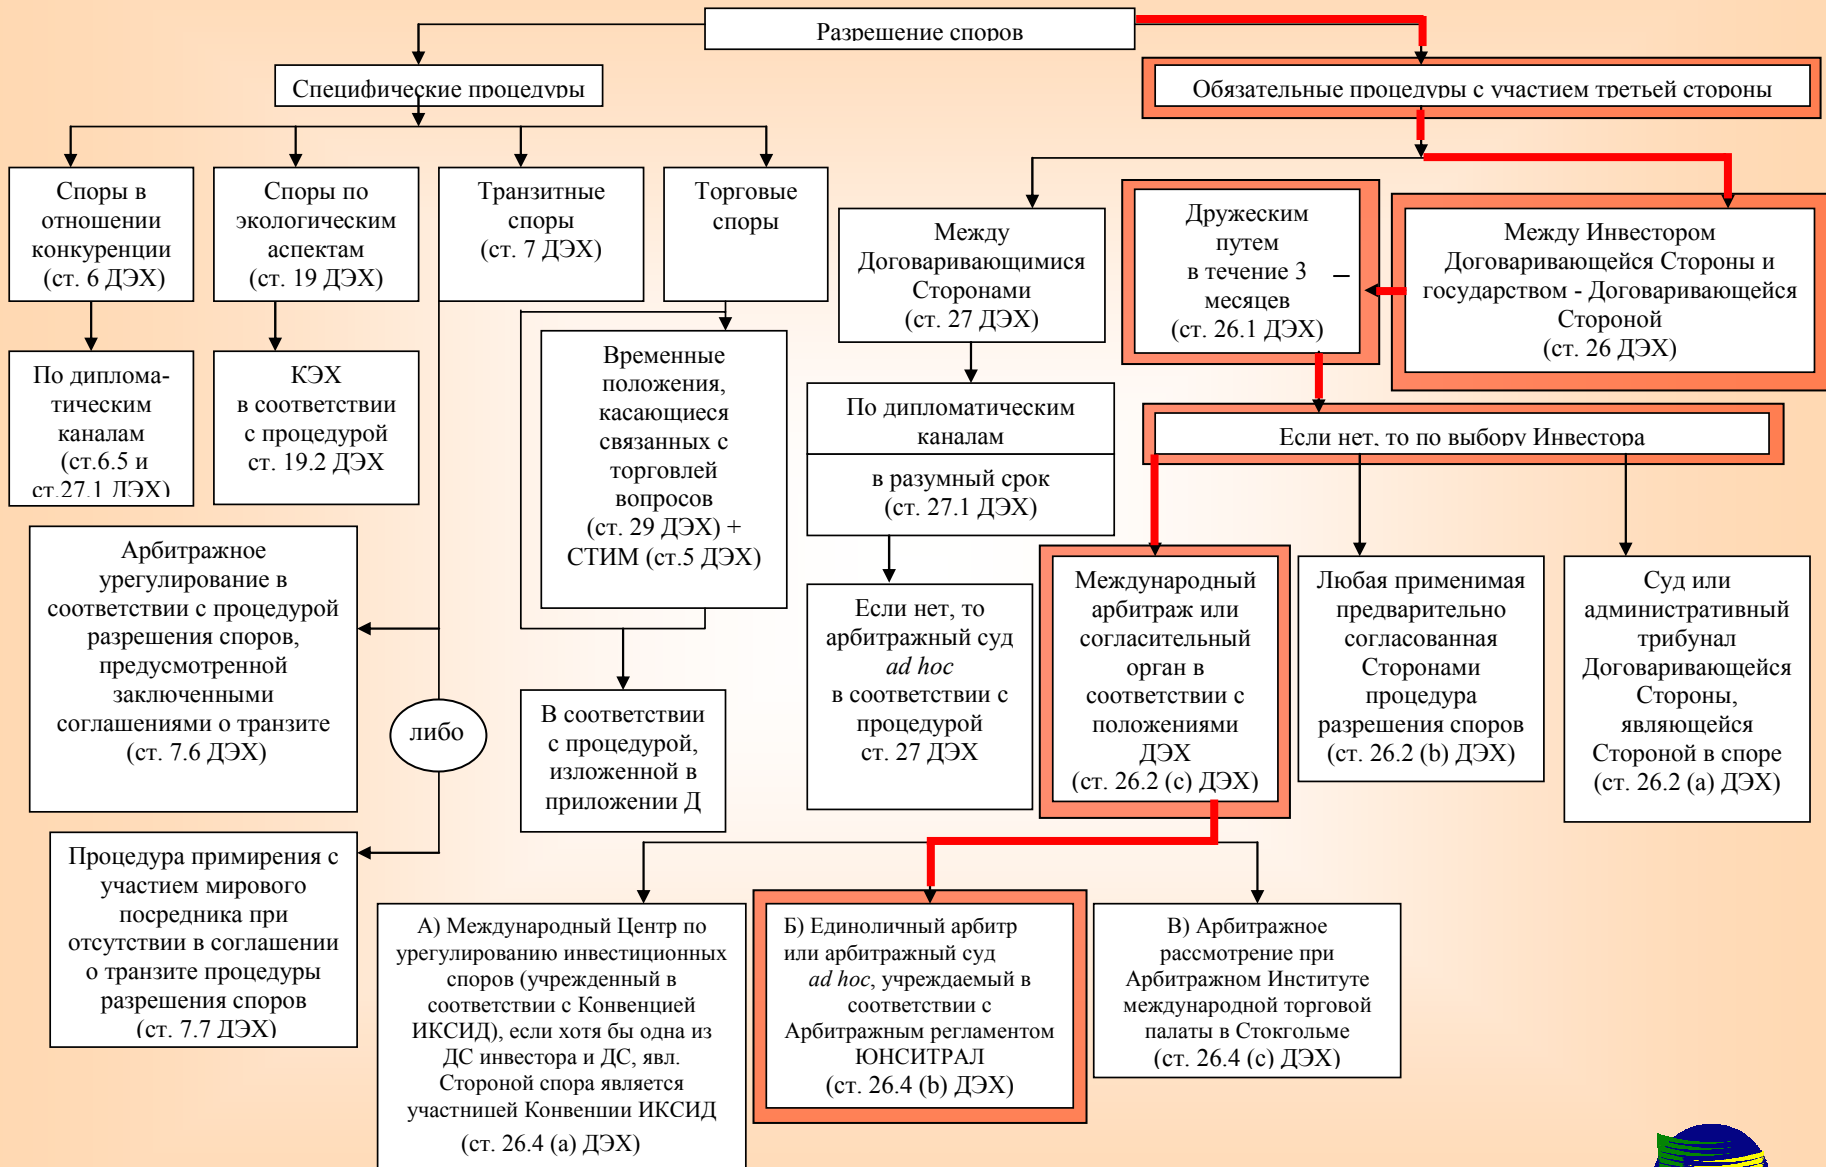 Разрешение споров
Специфические процедуры
Обязательные процедуры с участием третьей стороны
Споры в
отношении
конкуренции
(ст. 6 ДЭХ)
Споры по
экологическим
аспектам
(ст. 19 ДЭХ)
Транзитные
споры
(ст. 7 ДЭХ)
Торговые
споры
Между
Договаривающимися
Сторонами
(ст. 27 ДЭХ)
Дружеским
путем
в течение 3 –
месяцев
(ст. 26.1 ДЭХ)
Между Инвестором
Договаривающейся Стороны и
государством - Договаривающейся
Стороной
(ст. 26 ДЭХ)
По диплома-
тическим
каналам
(ст.6.5 и
ст.27.1 ДЭХ)
КЭХ
в соответствии
с процедурой
ст. 19.2 ДЭХ
Временные
положения,
касающиеся
связанных с
торговлей
вопросов
(ст. 29 ДЭХ) +
СТИМ (ст.5 ДЭХ)
По дипломатическим
каналам
в разумный срок
(ст. 27.1 ДЭХ)
Если нет, то по выбору Инвестора
Арбитражное
урегулирование в
соответствии с процедурой
разрешения споров,
предусмотренной
заключенными
соглашениями о транзите
(ст. 7.6 ДЭХ)
либо
В соответствии
с процедурой,
изложенной в
приложении Д
Если нет, то
арбитражный суд
ad hoc
в соответствии с
процедурой
ст. 27 ДЭХ
Международный
арбитраж или
согласительный
орган в
соответствии с
положениями
ДЭХ
(ст. 26.2 (c) ДЭХ)
Любая применимая
предварительно
согласованная
Сторонами
процедура
разрешения споров
(ст. 26.2 (b) ДЭХ)
Суд или
административный
трибунал
Договаривающейся
Стороны,
являющейся
Стороной в споре
(ст. 26.2 (a) ДЭХ)
Процедура примирения с
участием мирового
посредника при
отсутствии в соглашении
о транзите процедуры
разрешения споров
(ст. 7.7 ДЭХ)
А) Международный Центр по
урегулированию инвестиционных
споров (учрежденный в
соответствии с Конвенцией
ИКСИД), если хотя бы одна из
ДС инвестора и ДС, явл.
Стороной спора является
участницей Конвенции ИКСИД
(ст. 26.4 (a) ДЭХ)
Б) Единоличный арбитр
или арбитражный суд
ad hoc, учреждаемый в
соответствии с
Арбитражным регламентом
ЮНСИТРАЛ
(ст. 26.4 (b) ДЭХ)
В) Арбитражное
рассмотрение при
Арбитражном Институте
международной торговой
палаты в Стокгольме
(ст. 26.4 (c) ДЭХ)